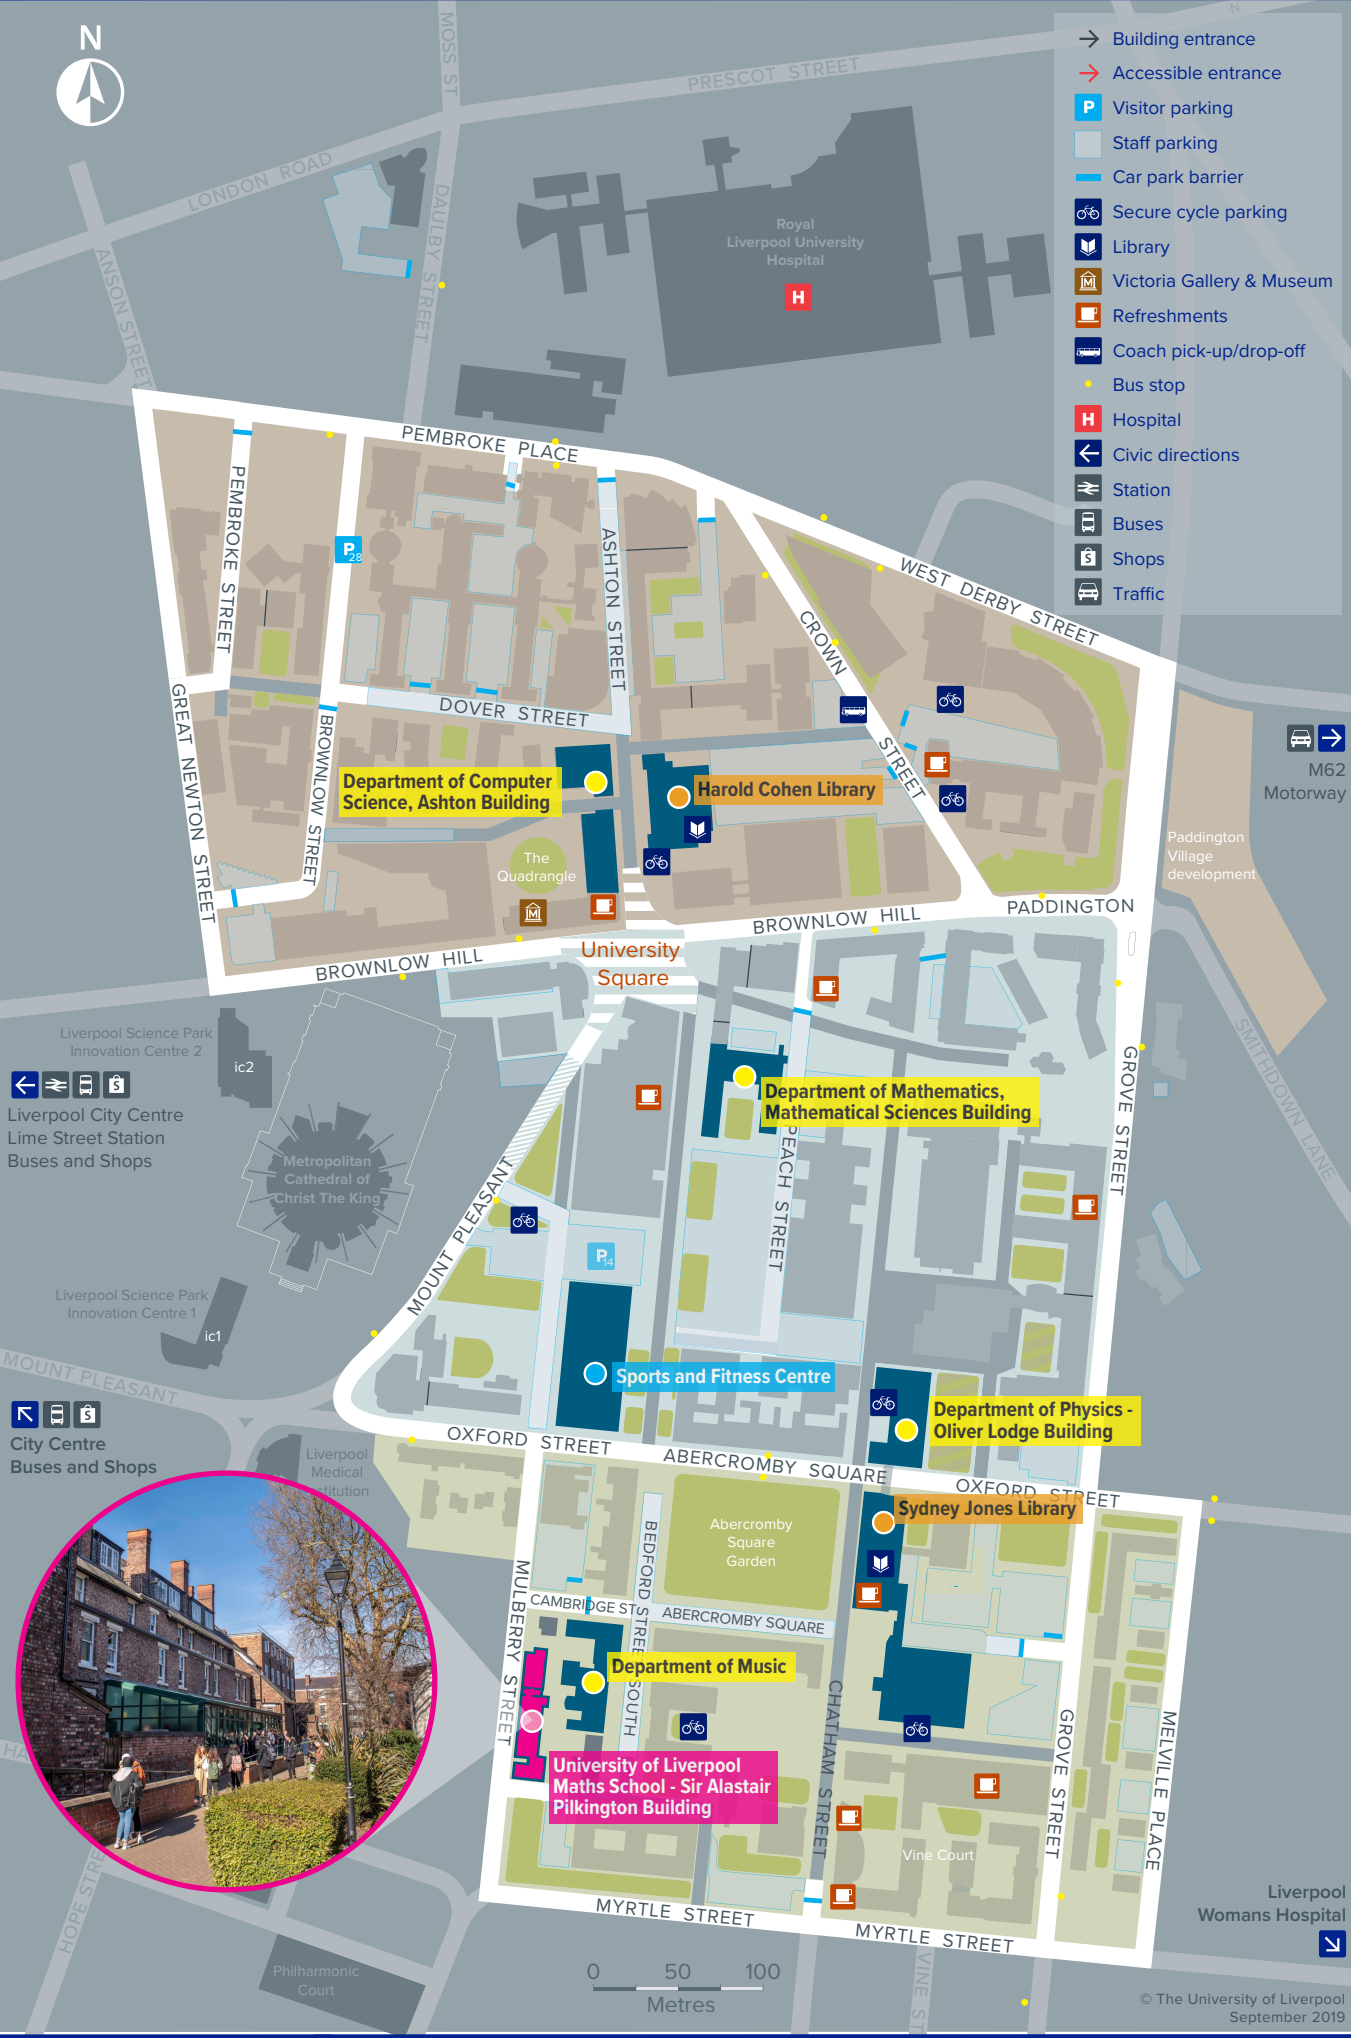 N
MOSS ST
PRESCOT STREET
LONDON ROAD
DAULBY STREET
ANSON STREET
Royal
Liverpool University
Hospital
H
Building entrance
Accessible entrance
P
Visitor parking
Staff parking
Car park barrier
Secure cycle parking
Library
M
Victoria Gallery & Museum
Refreshments
Coach pick-up/drop-off
Bus stop
H
Hospital
Civic directions
Station
Buses
S
Shops
Traffic
PEMBROKE PLACE
PEMBROKE STREET
P28
ASHTON STREET
WEST DERBY STREET
CROWN
STREET
GREAT NEWTON STREET
BROWNLOW STREET
DOVER STREET
Department of Computer
Science, Ashton Building
Harold Cohen Library
M62
Motorway
Paddington
Village
development
The
Quadrangle
M
BROWNLOW HILL
BROWNLOW HILL
PADDINGTON
University
Square
Liverpool Science Park
Innovation Centre 2
ic2
S
Liverpool City Centre
Lime Street Station
Buses and Shops
Metropolitan
Cathedral of
Christ The King
Department of Mathematics,
Mathematical Sciences Building
PEACH STREET
GROVE STREET
SMITHDOWN LANE
MOUNT PLEASANT
P14
Liverpool Science Park
Innovation Centre 1
ic1
MOUNT PLEASANT
Sports and Fitness Centre
S
City Centre
Buses and Shops
Department of Physics -
Oliver Lodge Building
OXFORD STREET
ABERCROMBY SQUARE
OXFORD STREET
Liverpool
Medical
Sydney Jones Library
Abercromby
Square
Garden
BEDFORD STREE
SOUTH
MULBERRY STREET
CAMBRIDGE ST
ABERCROMBY SQUARE
Department of Music
University of Liverpool
Maths School - Sir Alastair
Pilkington Building
CHATHAM STREET
GROVE STREET
MELVILLE PLACE
Vine Court
MYRTLE STREET
MYRTLE STREET
HOPE STRE
Philharmonic
Court
VINE ST
Liverpool
Womans Hospital
0 50 100
Metres
© The University of Liverpool
September 2019